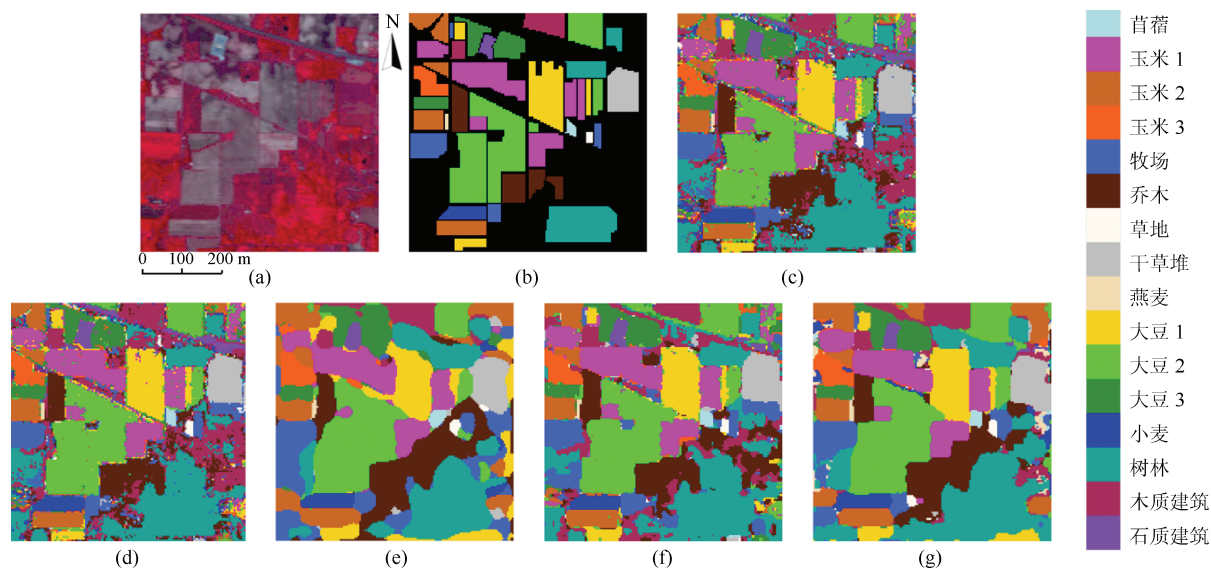 N
0 100 200 m
(a)
(b)
(c)
(d)
(e)
(f)
(g)
苜蓿
玉米 1
玉米 2
玉米 3
牧场
乔木
草地
干草堆
燕麦
大豆 1
大豆 2
大豆 3
小麦
树林
木质建筑
石质建筑